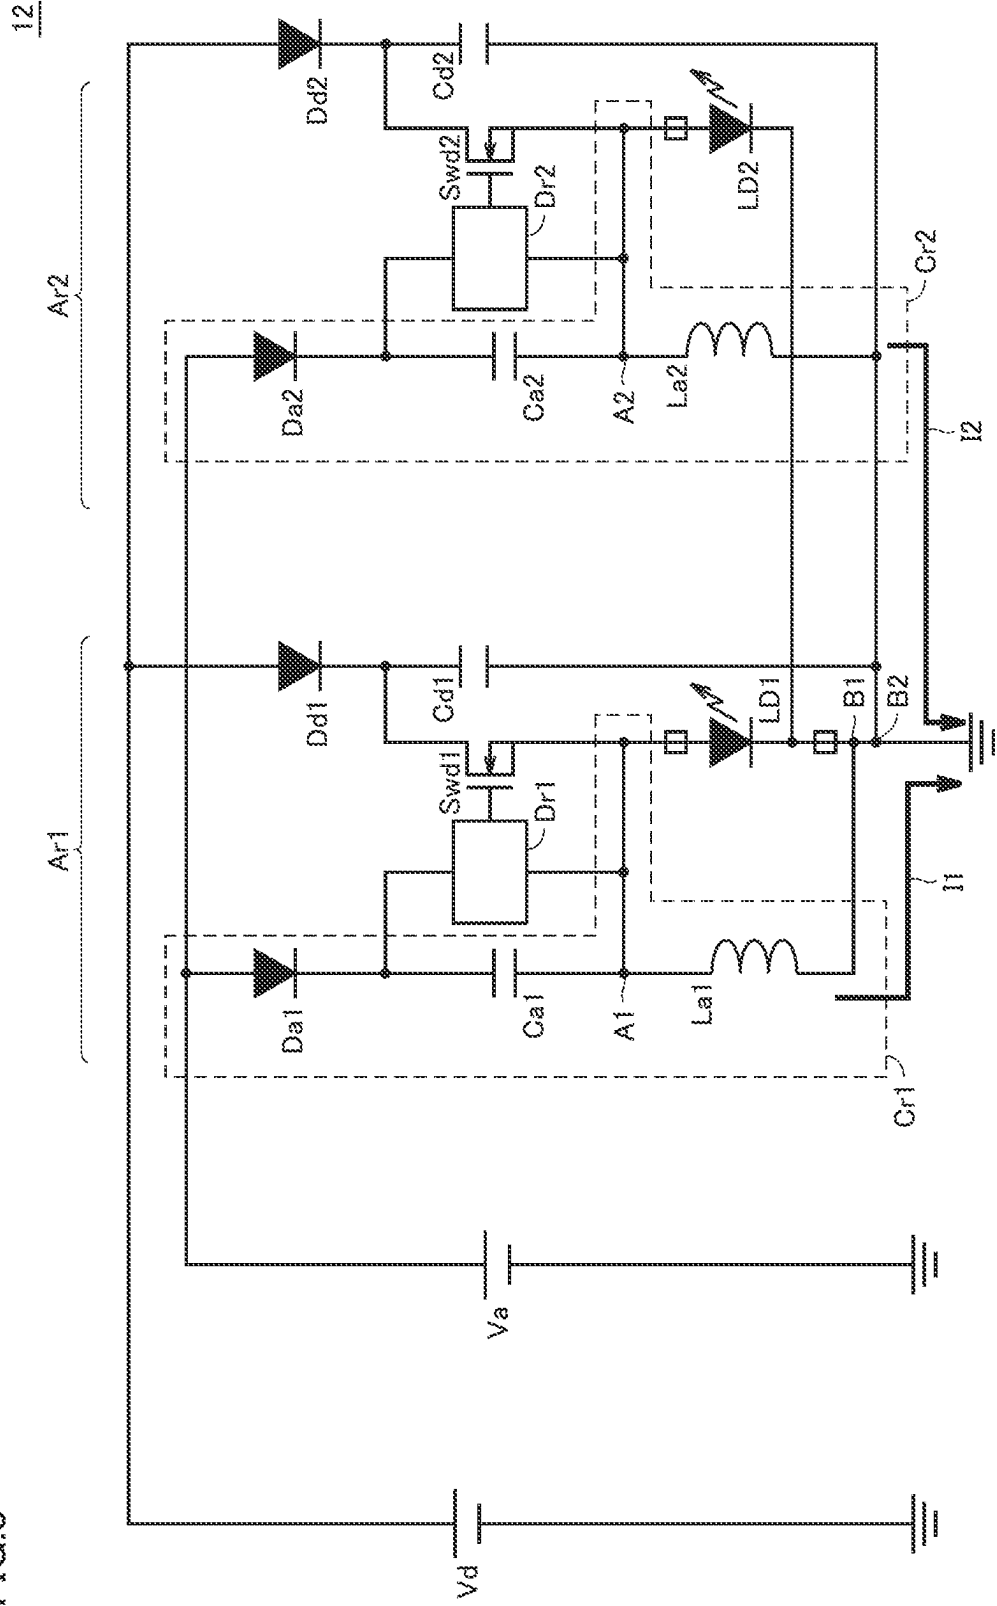 12
Ar1
Ar2
Vd
Va
Da1
Dd1
Da2
Dd2
Cd1
Cd2
Swd1
Swd2
Dr1
Dr2
Ca1
Ca2
A1
A2
La1
La2
LD1
LD2
B1
B2
Cr1
Cr2
I1
I2